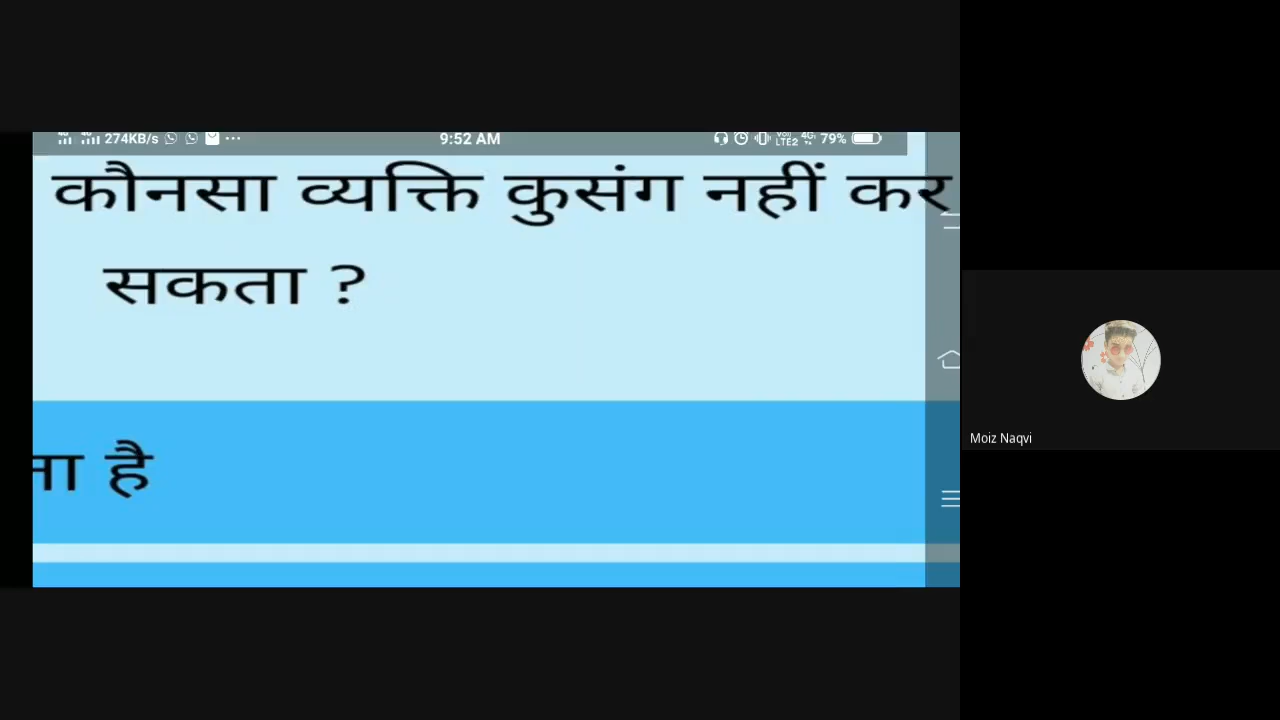 274KB/s ... 9:52 AM 79%
कौनसा व्यक्ति कुसंग नहीं कर
सकता ?
है
Moiz Naqvi